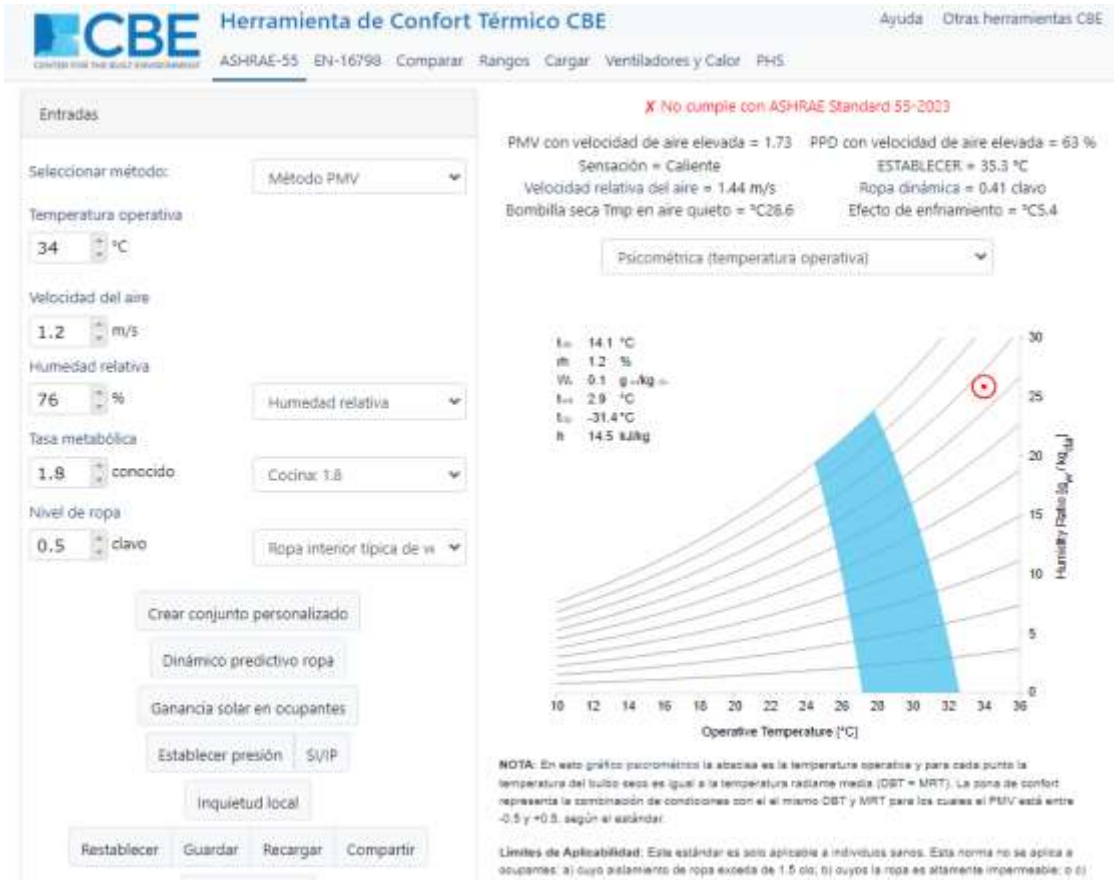 CBE
CENTER FOR THE BUILT ENVIRONMENT
Herramienta de Confort Térmico CBE
Ayuda Otras herramientas CBE
ASHRAE-55 EN-16798 Comparar Rangos Cargar Ventiladores y Calor PHS
Entradas
Seleccionar método:
Método PMV
Temperatura operativa
34 °C
Velocidad del aire
1.2 m/s
Humedad relativa
76 %
Humedad relativa
Tasa metabólica
1.8 conocido
Cocina: 1.8
Nivel de ropa
0.5 clavo
Ropa interior típica de
Crear conjunto personalizado
Dinámico predictivo ropa
Ganancia solar en ocupantes
Establecer presión SI/IP
Inquietud local
Restablecer Guardar Recargar Compartir
✗ No cumple con ASHRAE Standard 55-2023
PMV con velocidad de aire elevada = 1.73 PPD con velocidad de aire elevada = 63 %
Sensación = Caliente ESTABLECER = 35.3 °C
Velocidad relativa del aire = 1.44 m/s Ropa dinámica = 0.41 clavo
Bombilla seca Tmp en aire quieto = °C28.6 Efecto de enfriamiento = °C5.4
Psicométrica (temperatura operativa)
14.1 °C
rh 1.2 %
0.1
2.9 °C
-31.4 °C
h 14.5 kJ/kg
30
25
20
15
10
5
0
Humidity Ratio [g_w / kg_da]
10 12 14 16 18 20 22 24 26 28 30 32 34 36
Operative Temperature [°C]
NOTA: En esto gráfico psicrométrico la abscisa es la temperatura operativa y para cada punto la
temperatura del bulbo seco es igual a la temperatura radiante media (DBT = MRT). La zona de confort
representa la combinación de condiciones con el el mismo DBT y MRT para los cuales el PMV está entre
-0.5 y +0.5, según el estándar.
Límites de Aplicabilidad: Este estándar es solo aplicable a individuos sanos. Esta norma no se aplica a
ocupantes: a) cuyo aislamiento de ropa exceda de 1.5 clo; b) cuyos la ropa es altamente impermeable; o c)